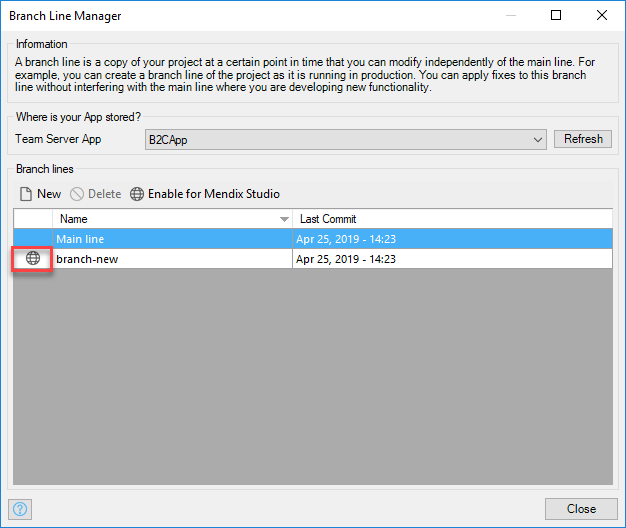 Branch Line Manager
Information
A branch line is a copy of your project at a certain point in time that you can modify independently of the main line. For
example, you can create a branch line of the project as it is running in production. You can apply fixes to this branch
line without interfering with the main line where you are developing new functionality.
Where is your App stored?
Team Server App B2CApp Refresh
Branch lines
New Delete Enable for Mendix Studio
Name Last Commit
Main line Apr 25, 2019 - 14:23
branch-new Apr 25, 2019 - 14:23
? Close